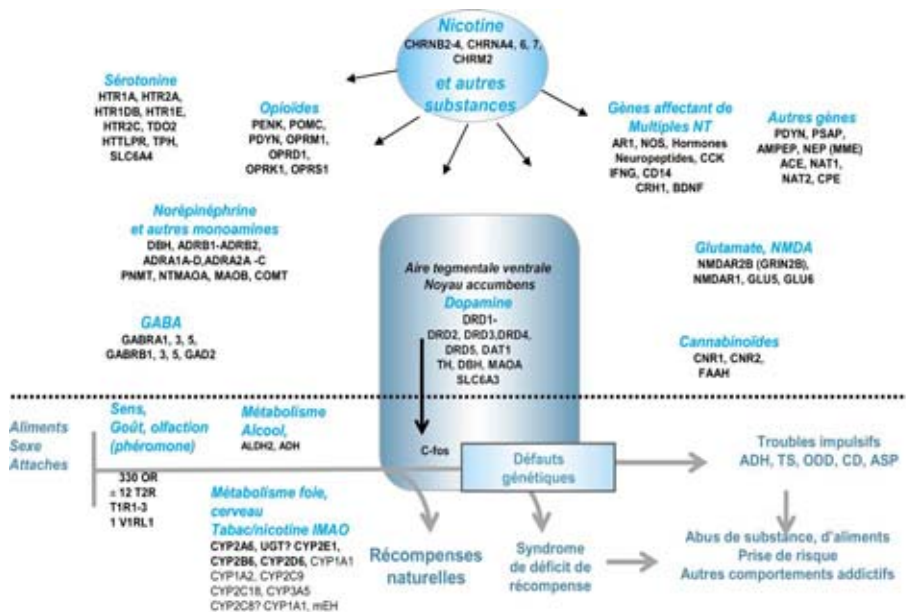 Nicotine
CHRNB2-4, CHRNA4, 6, 7,
CHRM2
et autres
substances
Sérotonine
HTR1A, HTR2A,
HTR1DB, HTR1E,
HTR2C, TDO2
HTTLPR, TPH,
SLC6A4
Opioïdes
PENK, POMC,
PDYN, OPRM1,
OPRD1,
OPRK1, OPRS1
Gènes affectant de
Multiples NT
AR1, NOS, Hormones
Neuropeptides, CCK
IFNG, CD14
CRH1, BDNF
Autres gènes
PDYN, PSAP,
AMPEP, NEP (MME)
ACE, NAT1,
NAT2, CPE
Norépinéphrine
et autres monoamines
DBH, ADRB1-ADRB2,
ADRA1A-D,ADRA2A -C
PNMT, NTMAOA, MAOB, COMT
Aire tegmentale ventrale
Noyau accumbens
Dopamine
DRD1-
DRD2, DRD3,DRD4,
DRD5, DAT1
TH, DBH, MAOA
SLC6A3
Glutamate, NMDA
NMDAR2B (GRIN2B),
NMDAR1, GLU5, GLU6
GABA
GABRA1, 3, 5,
GABRB1, 3, 5, GAD2
Cannabinoïdes
CNR1, CNR2,
FAAH
Aliments
Sexe
Attaches
Sens,
Goût, olfaction
(phéromone)
330 OR
± 12 T2R
T1R1-3
1 V1RL1
Métabolisme
Alcool,
ALDH2, ADH
C-fos
Défauts
génétiques
Troubles impulsifs
ADH, TS, ODD, CD, ASP
Métabolisme foie,
cerveau
Tabac/nicotine IMAO
CYP2A6, UGT? CYP2E1,
CYP2B6, CYP2D6, CYP1A1
CYP1A2, CYP2C9
CYP2C18, CYP3A5
CYP2C8? CYP1A1, mEH
Récompenses
naturelles
Syndrome
de déficit de
récompense
Abus de substance, d'aliments
Prise de risque
Autres comportements addictifs